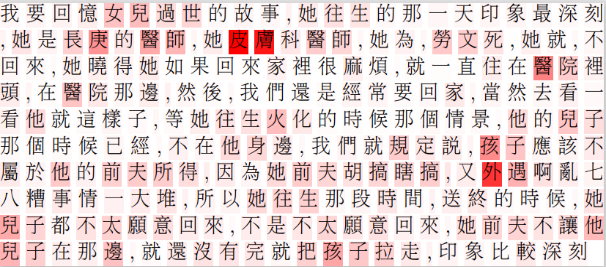 我要回憶女兒過世的故事,她往生的那一天印象最深刻
,她是長庚的醫師,她皮膚科醫師,她為,勞文死,她就,不
回來,她曉得她如果回來家裡很麻煩,就一直住在醫院裡
頭,在醫院那邊,然後,我們還是經常要回家,當然去看一
看他就這樣子,等她往生火化的時候那個情景,他的兒子
那個時候已經,不在他身邊,我們就規定說,孩子應該不
屬於他的前夫所得,因為她前夫胡搞瞎搞,又外遇啊亂七
八糟事情一大堆,所以她往生那段時間,送終的時候,她
兒子都不太願意回來,不是不太願意回來,她前夫不讓他
兒子在那邊,就還沒有完就把孩子拉走,印象比較深刻